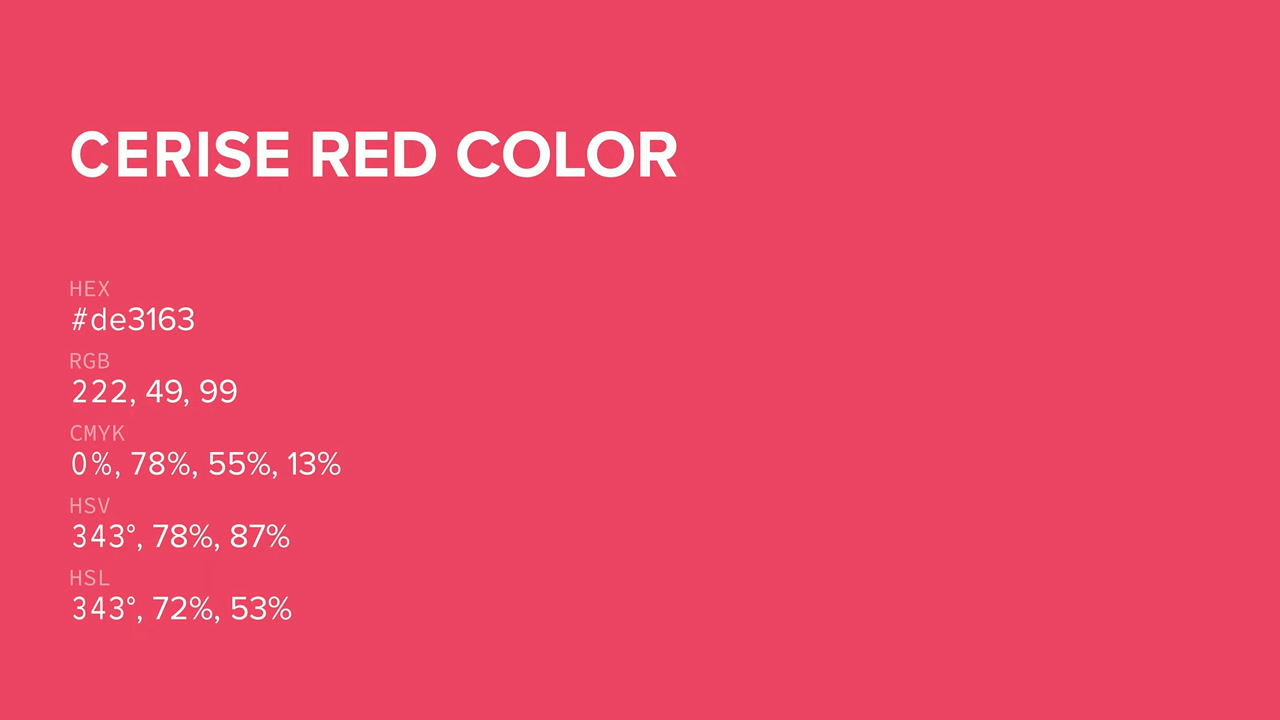 CERISE RED COLOR
HEX
#de3163
RGB
222, 49, 99
CMYK
0%, 78%, 55%, 13%
HSV
343°, 78%, 87%
HSL
343°, 72%, 53%